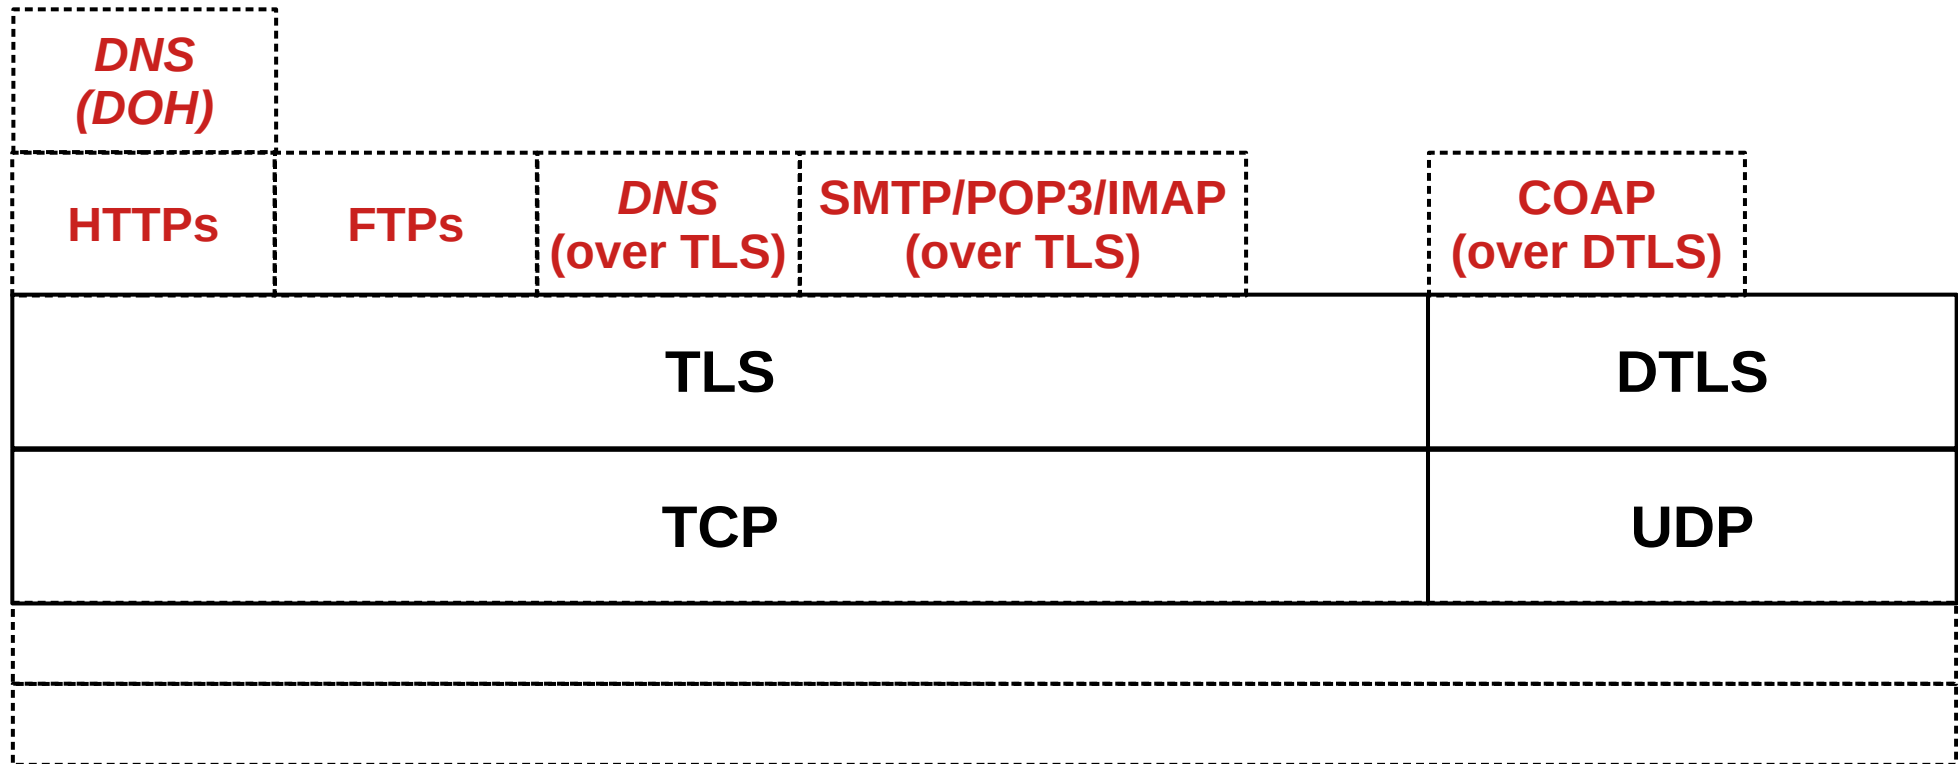 DNS
(DOH)
HTTPs
FTPs
DNS
(over TLS)
SMTP/POP3/IMAP
(over TLS)
COAP
(over DTLS)
TLS
DTLS
TCP
UDP